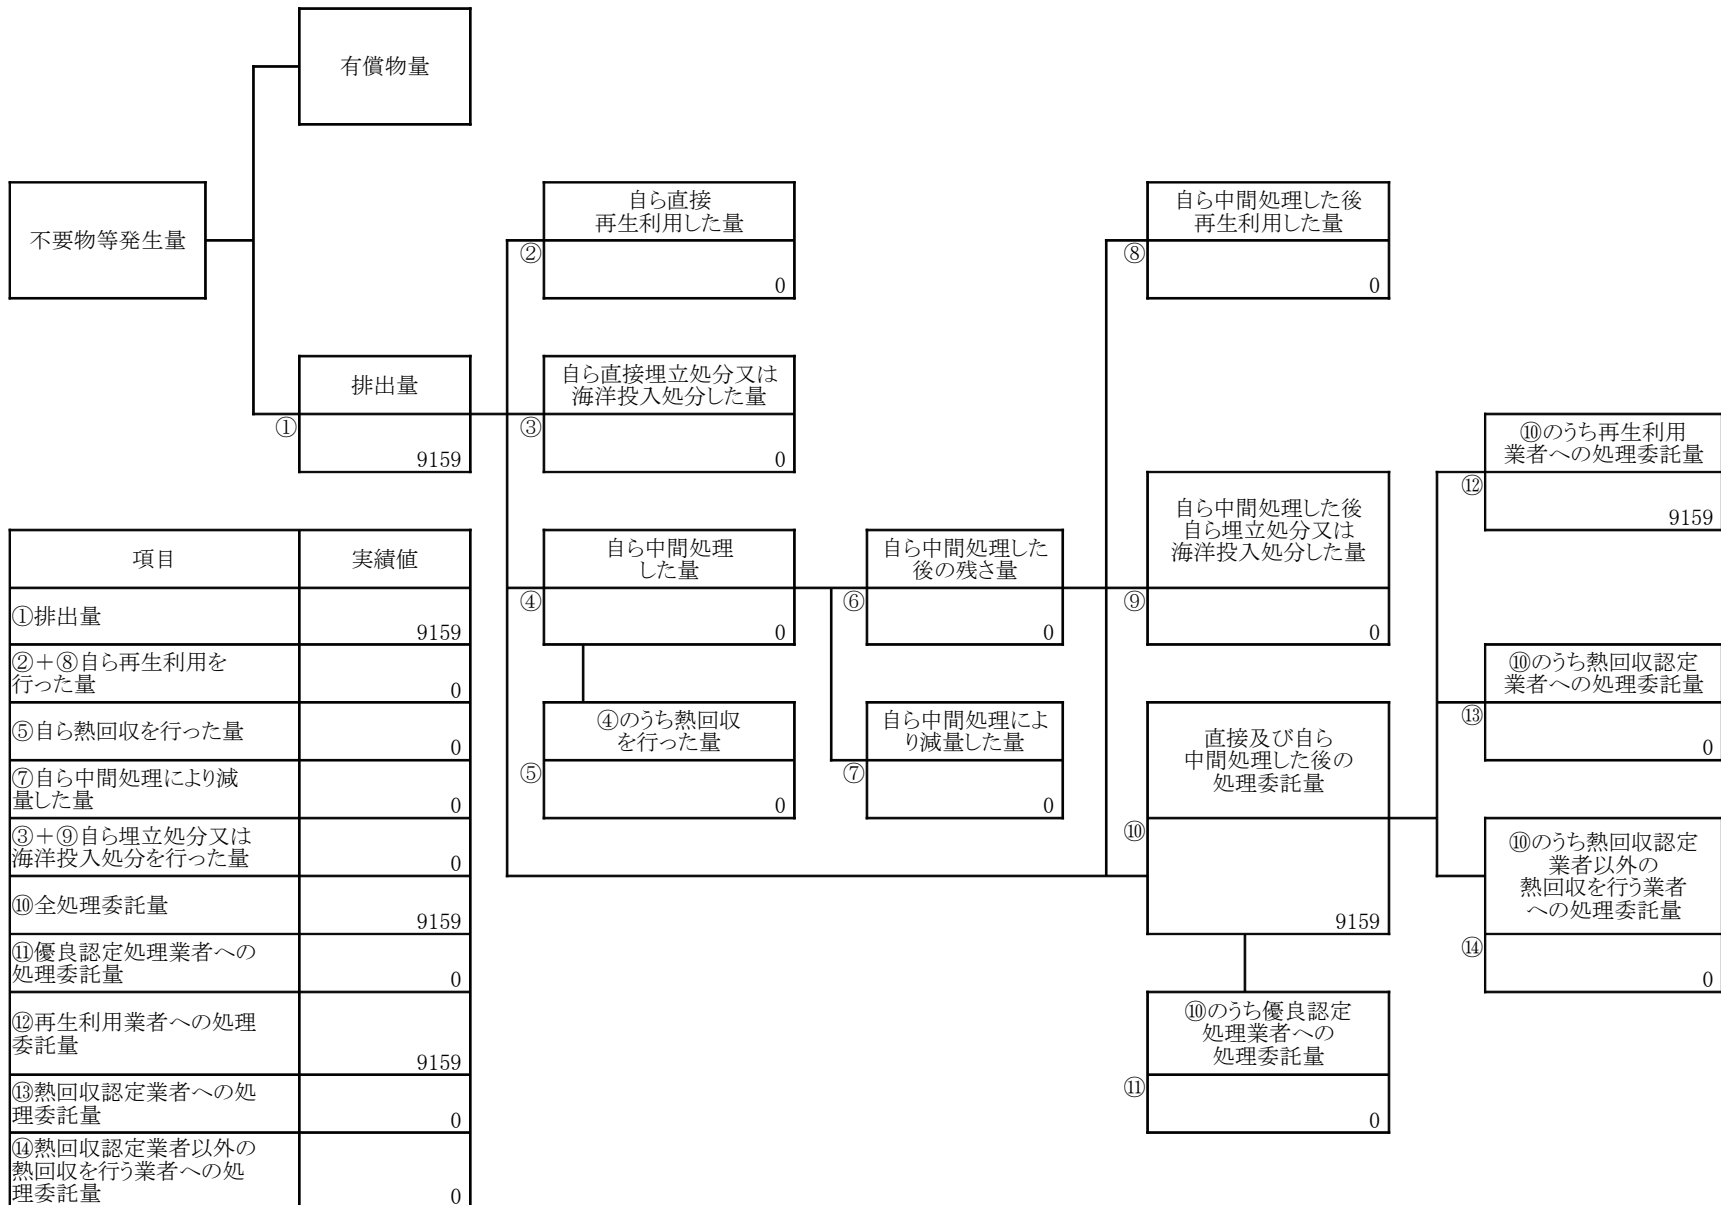 有償物量
不要物等発生量
自ら直接
再生利用した量
②
0
自ら中間処理した後
再生利用した量
⑧
0
排出量
①
9159
自ら直接埋立処分又は
海洋投入処分した量
③
0
⑩のうち再生利用
業者への処理委託量
⑫
9159
自ら中間処理
した量
④
0
自ら中間処理した
後の残さ量
⑥
0
自ら中間処理した後
自ら埋立処分又は
海洋投入処分した量
⑨
0
⑩のうち熱回収認定
業者への処理委託量
⑬
0
④のうち熱回収
を行った量
⑤
0
自ら中間処理によ
り減量した量
⑦
0
直接及び自ら
中間処理した後の
処理委託量
⑩
9159
⑩のうち熱回収認定
業者以外の
熱回収を行う業者
への処理委託量
⑭
0
⑩のうち優良認定
処理業者への
処理委託量
⑪
0
項目
実績値
①排出量
9159
②＋⑧自ら再生利用を
行った量
0
⑤自ら熱回収を行った量
0
⑦自ら中間処理により減
量した量
0
③＋⑨自ら埋立処分又は
海洋投入処分を行った量
0
⑩全処理委託量
9159
⑪優良認定処理業者への
処理委託量
0
⑫再生利用業者への処理
委託量
9159
⑬熱回収認定業者への処
理委託量
0
⑭熱回収認定業者以外の
熱回収を行う業者への処
理委託量
0